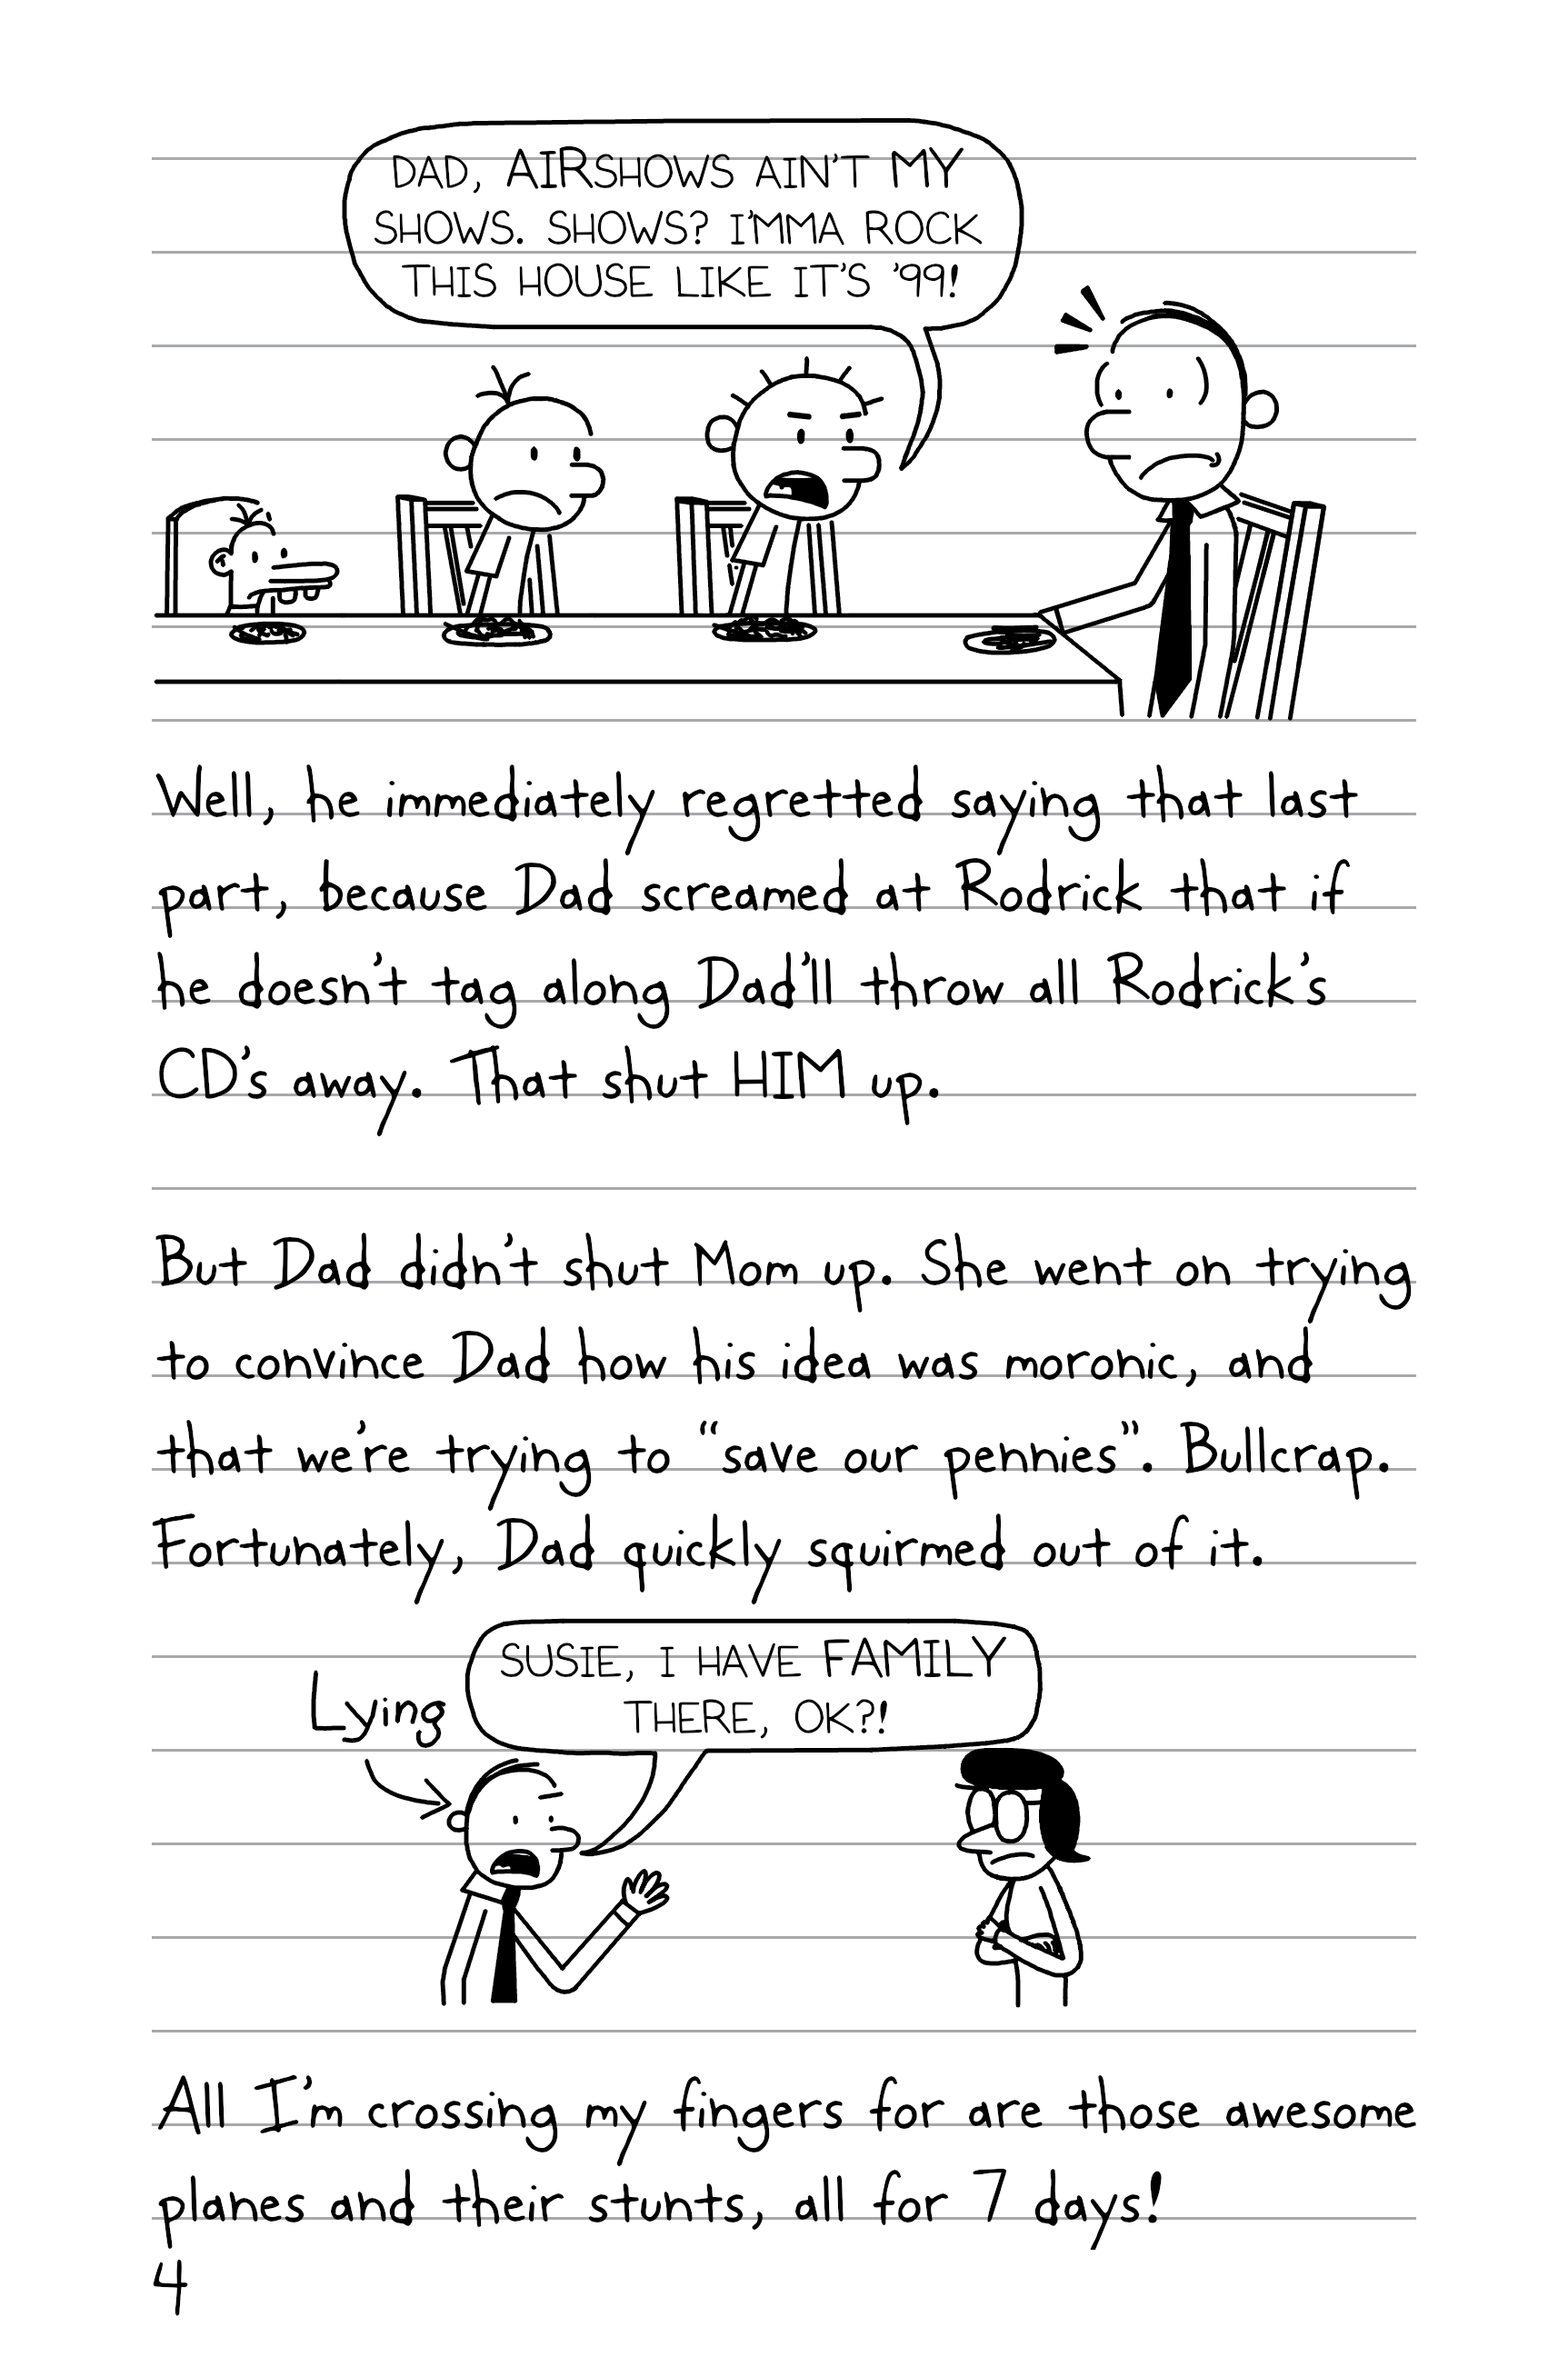 DAD, AIRSHOWS AIN'T MY
SHOWS. SHOWS? I'MMA ROCK
THIS HOUSE LIKE IT'S '99!
Well, he immediately regretted saying that last
part, because Dad screamed at Rodrick that if
he doesn't tag along Dad'll throw all Rodrick's
CD's away. That shut HIM up.
But Dad didn't shut Mom up. She went on trying
to convince Dad how his idea was moronic, and
that we're trying to “save our pennies”. Bullcrap.
Fortunately, Dad quickly squirmed out of it.
SUSIE, I HAVE FAMILY
THERE, OK?!
Lying
All I'm crossing my fingers for are those awesome
planes and their stunts, all for 7 days!
4